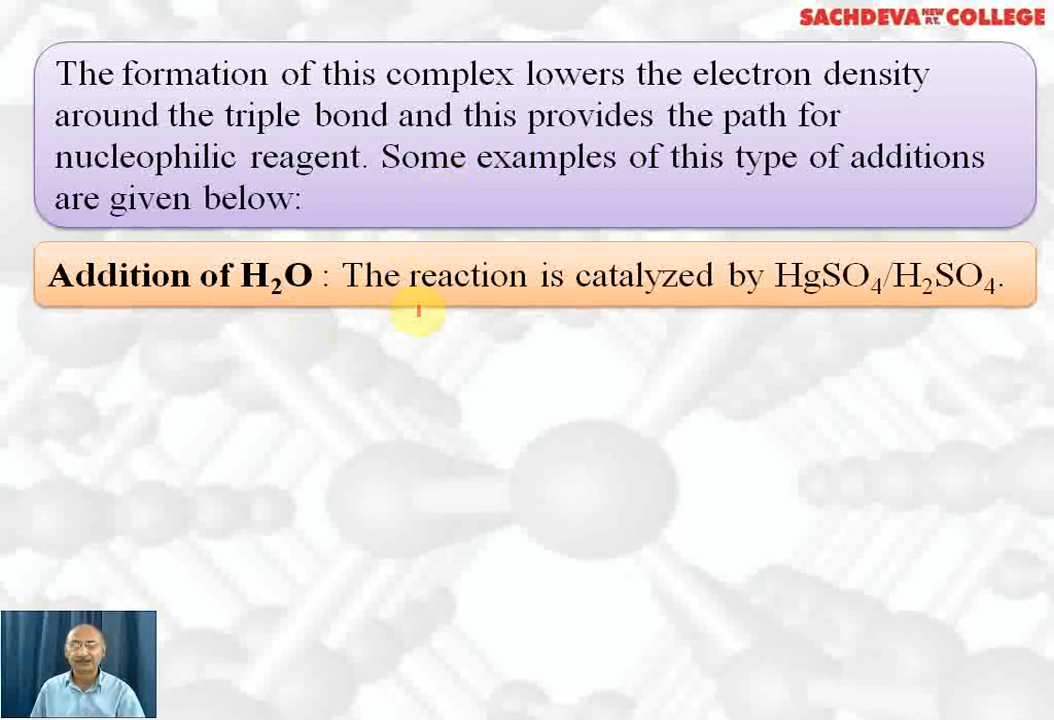 SACHDEVA NEW P.T. COLLEGE
The formation of this complex lowers the electron density
around the triple bond and this provides the path for
nucleophilic reagent. Some examples of this type of additions
are given below:
Addition of H₂O : The reaction is catalyzed by HgSO₄/H₂SO₄.